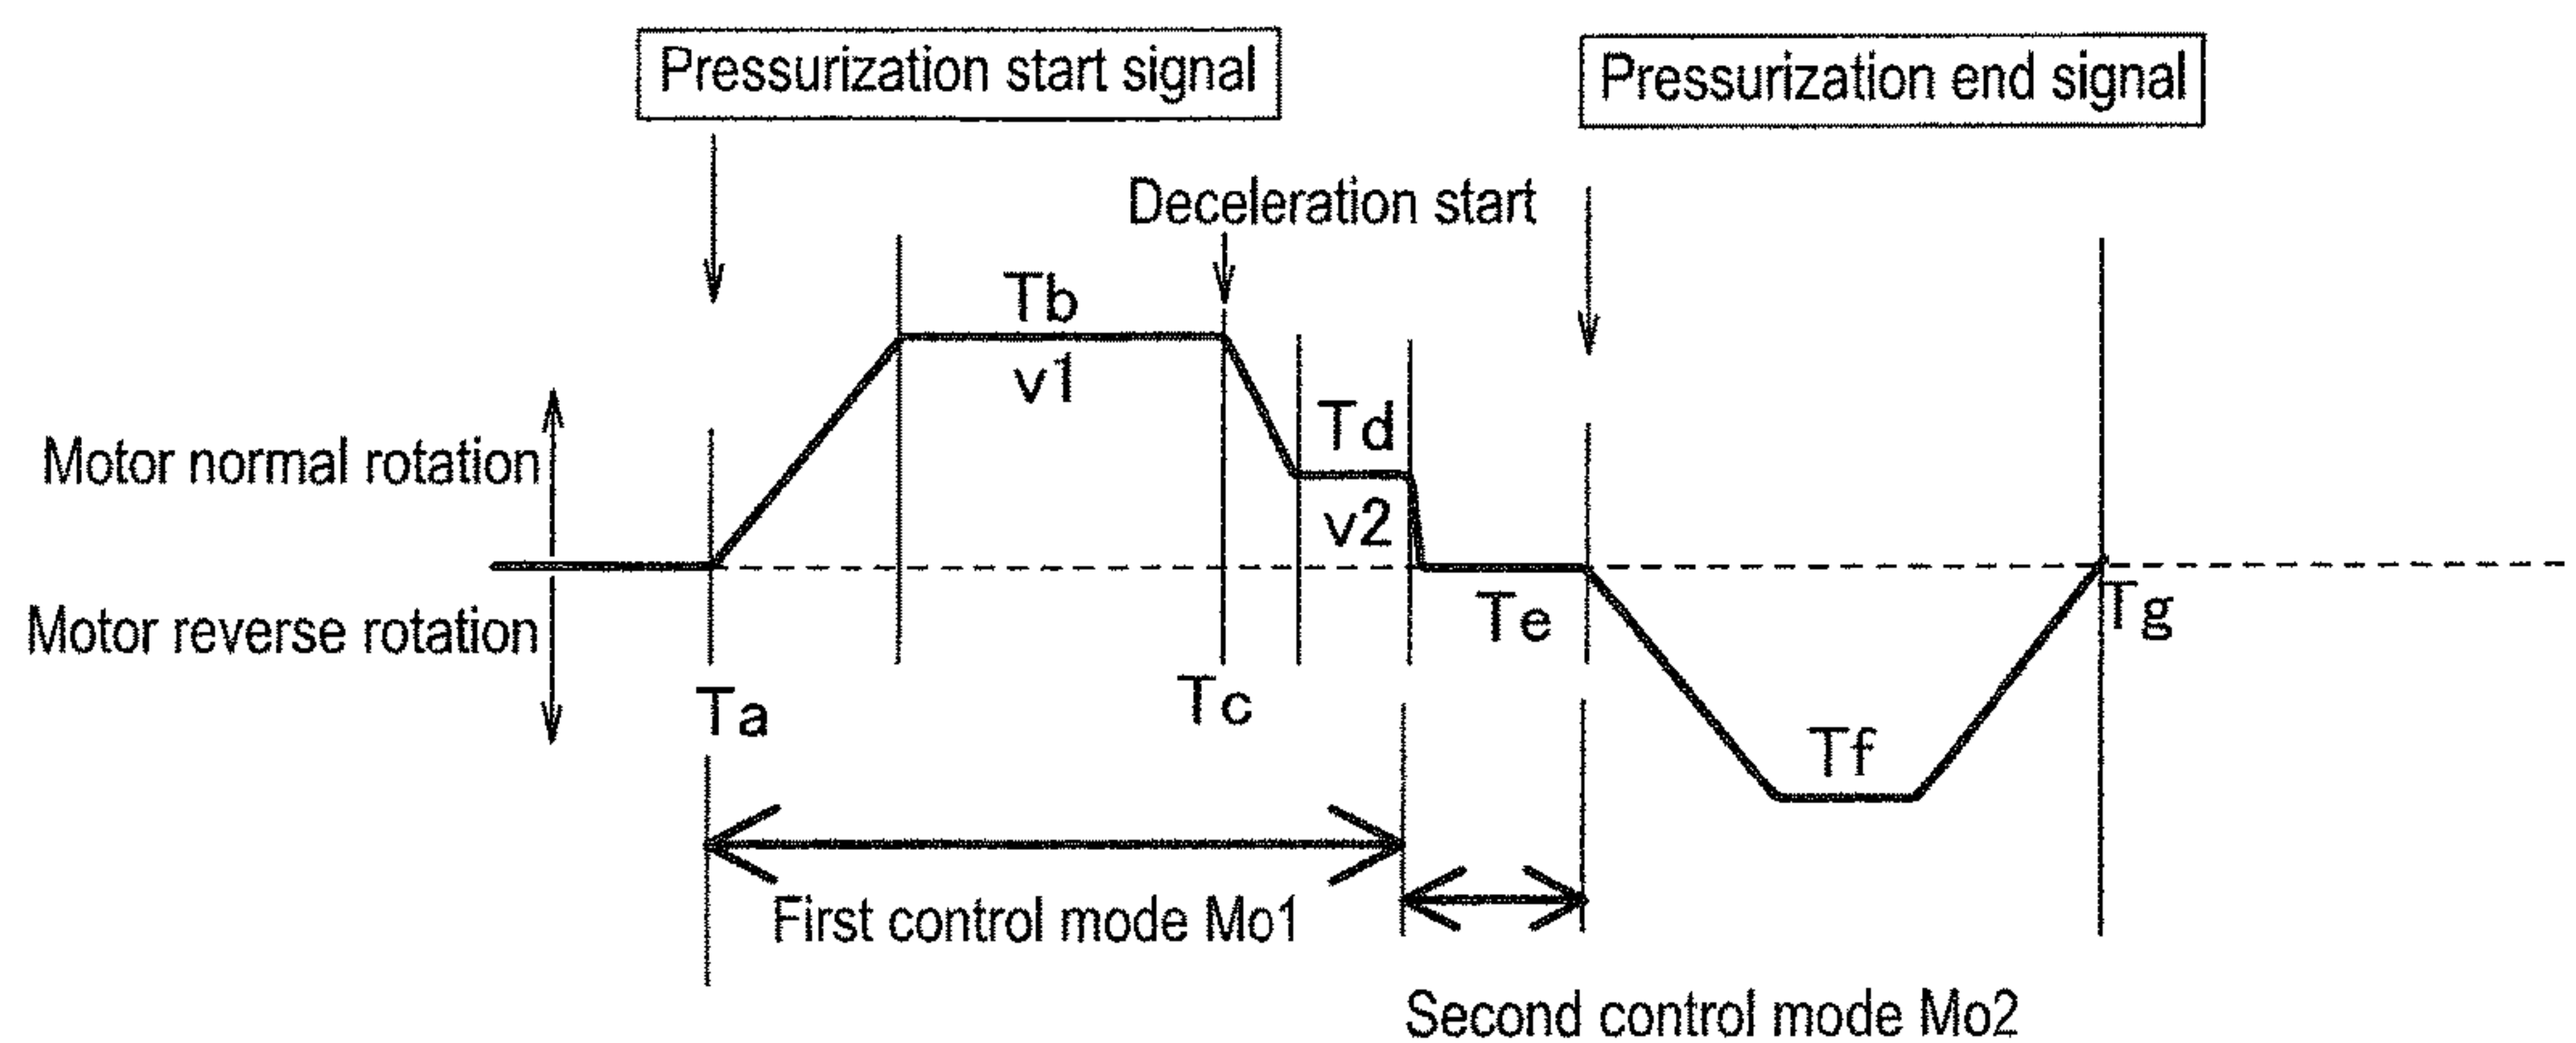 Pressurization start signal
Pressurization end signal
Deceleration start
Tb
v1
Td
v2
Motor normal rotation
Motor reverse rotation
Te
Tg
Ta
Tc
Tf
First control mode Mo1
Second control mode Mo2